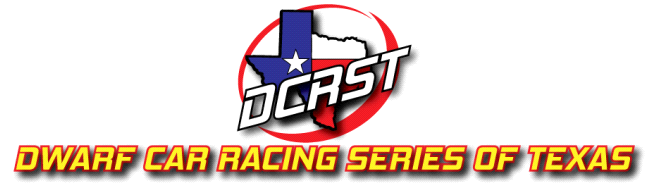 DCRST
DWARF CAR RACING SERIES OF TEXAS